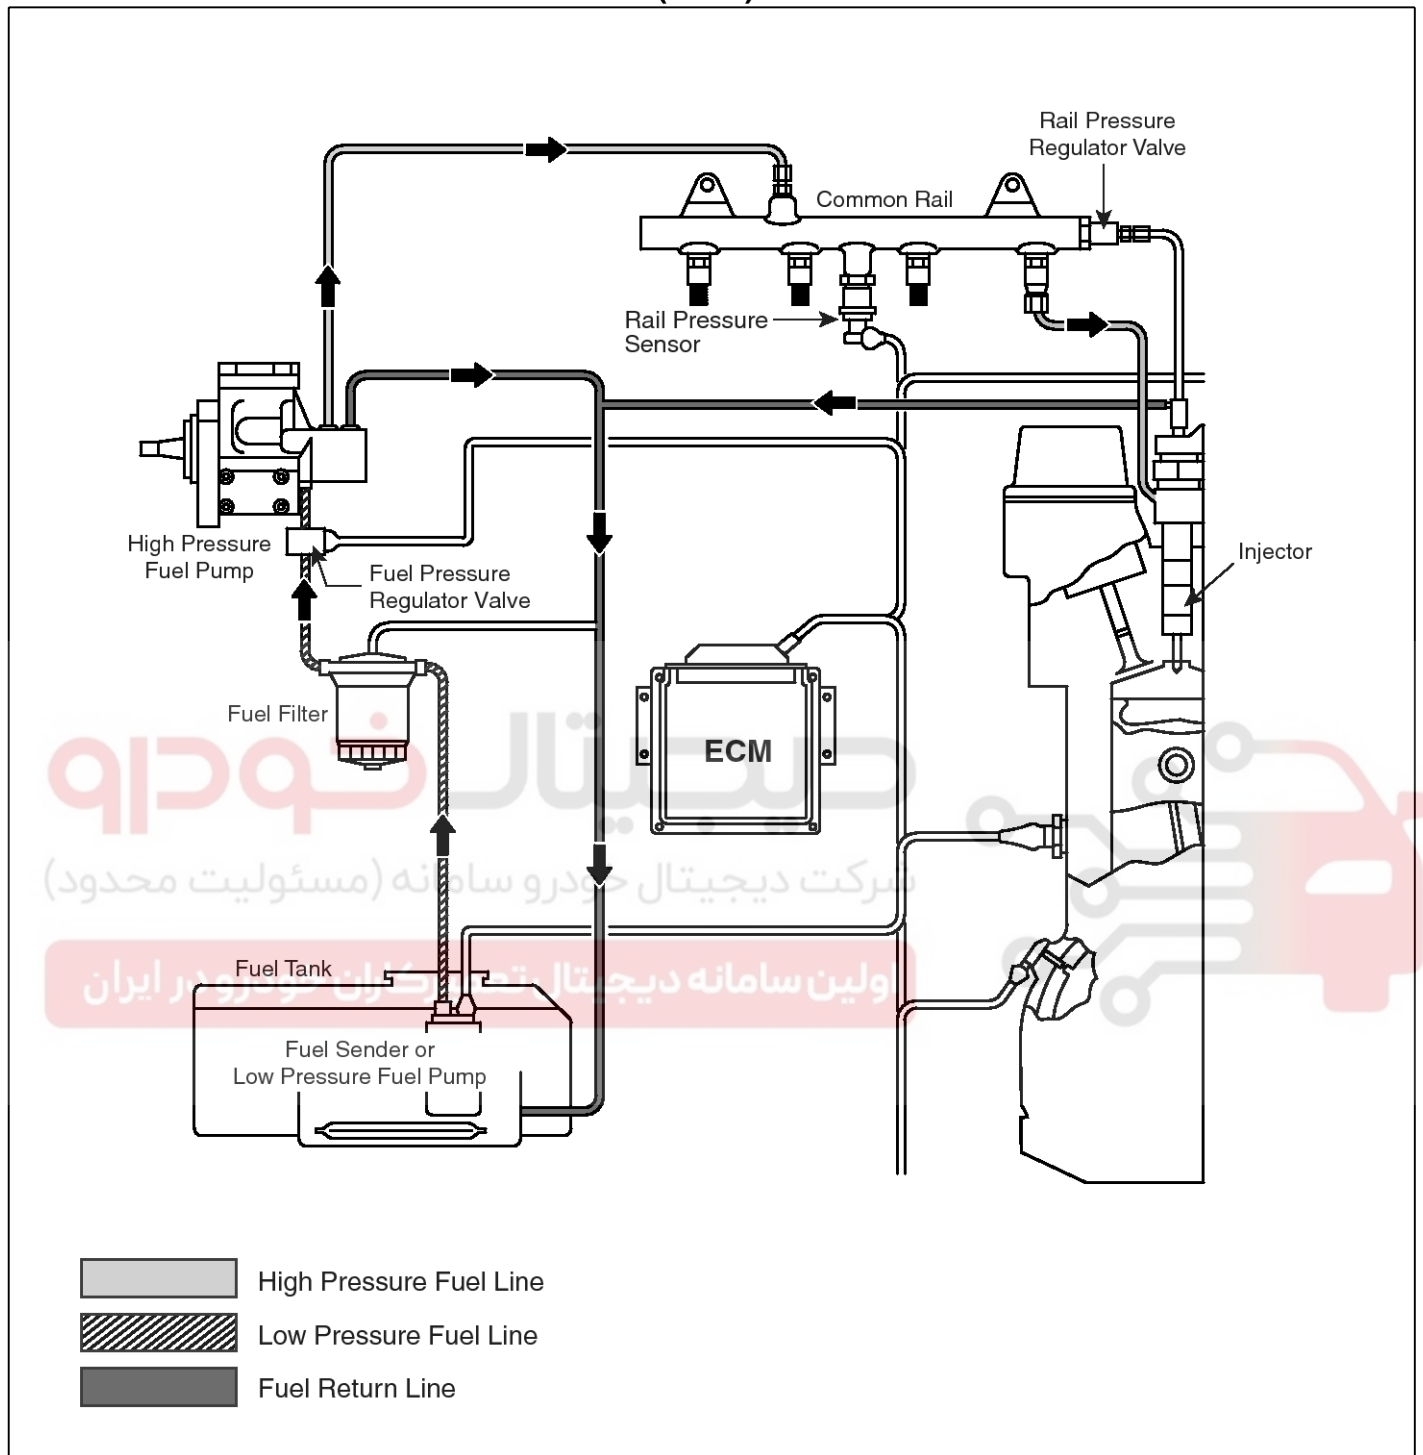 Rail Pressure
Regulator Valve
Common Rail
Rail Pressure
Sensor
High Pressure
Fuel Pump
Fuel Pressure
Regulator Valve
Injector
Fuel Filter
ECM
دیجیتال خودرو
شرکت دیجیتال خودرو سامانه (مسئولیت محدود)
اولین سامانه دیجیتال تعمیرکاران خودرو در ایران
Fuel Tank
Fuel Sender or
Low Pressure Fuel Pump
High Pressure Fuel Line
Low Pressure Fuel Line
Fuel Return Line